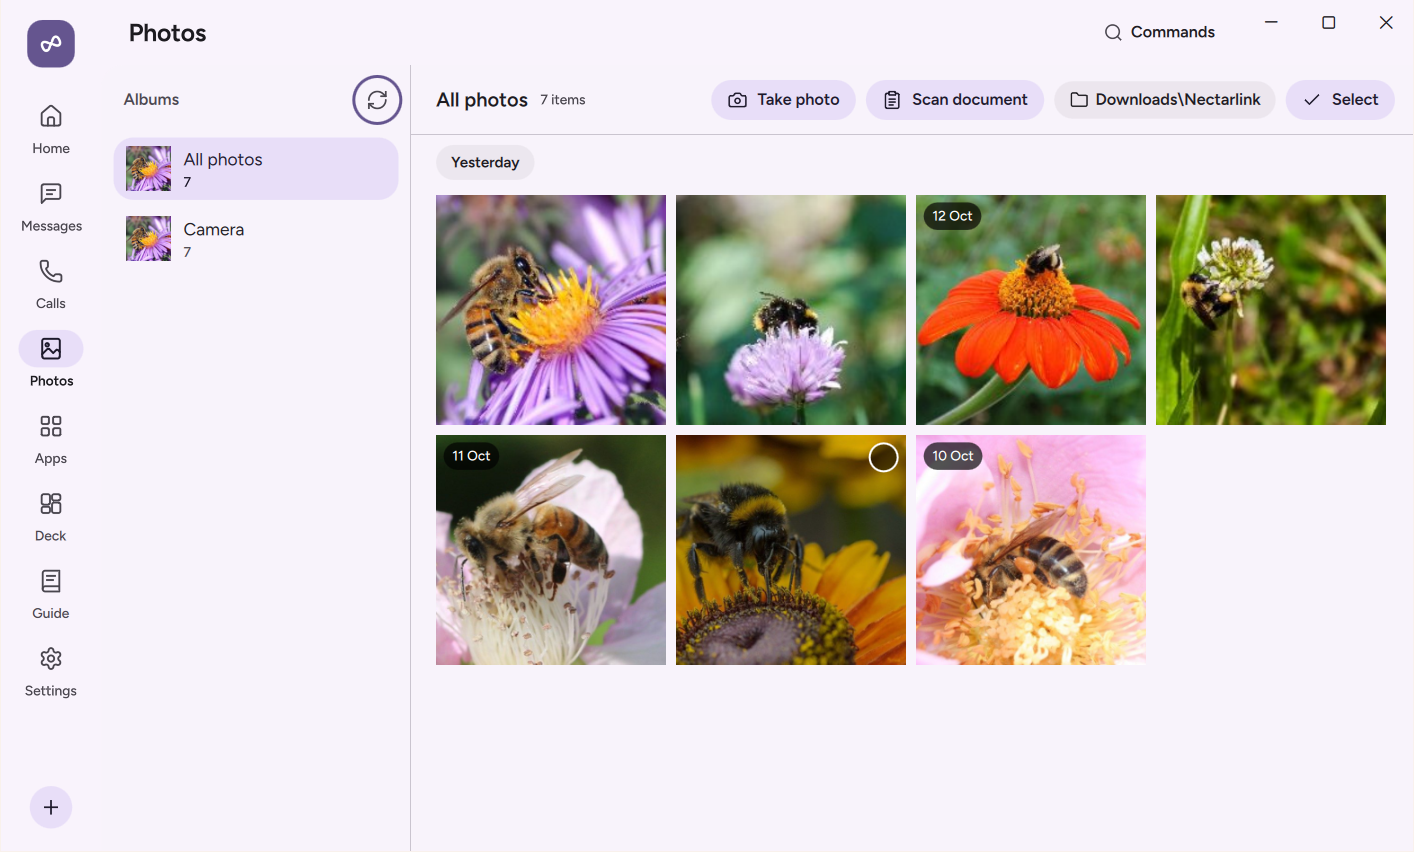 Photos
Commands
Home
Messages
Calls
Photos
Apps
Deck
Guide
Settings
Albums
All photos
7
Camera
7
All photos 7 items
Take photo
Scan document
Downloads\Nectarlink
Select
Yesterday
12 Oct
11 Oct
10 Oct